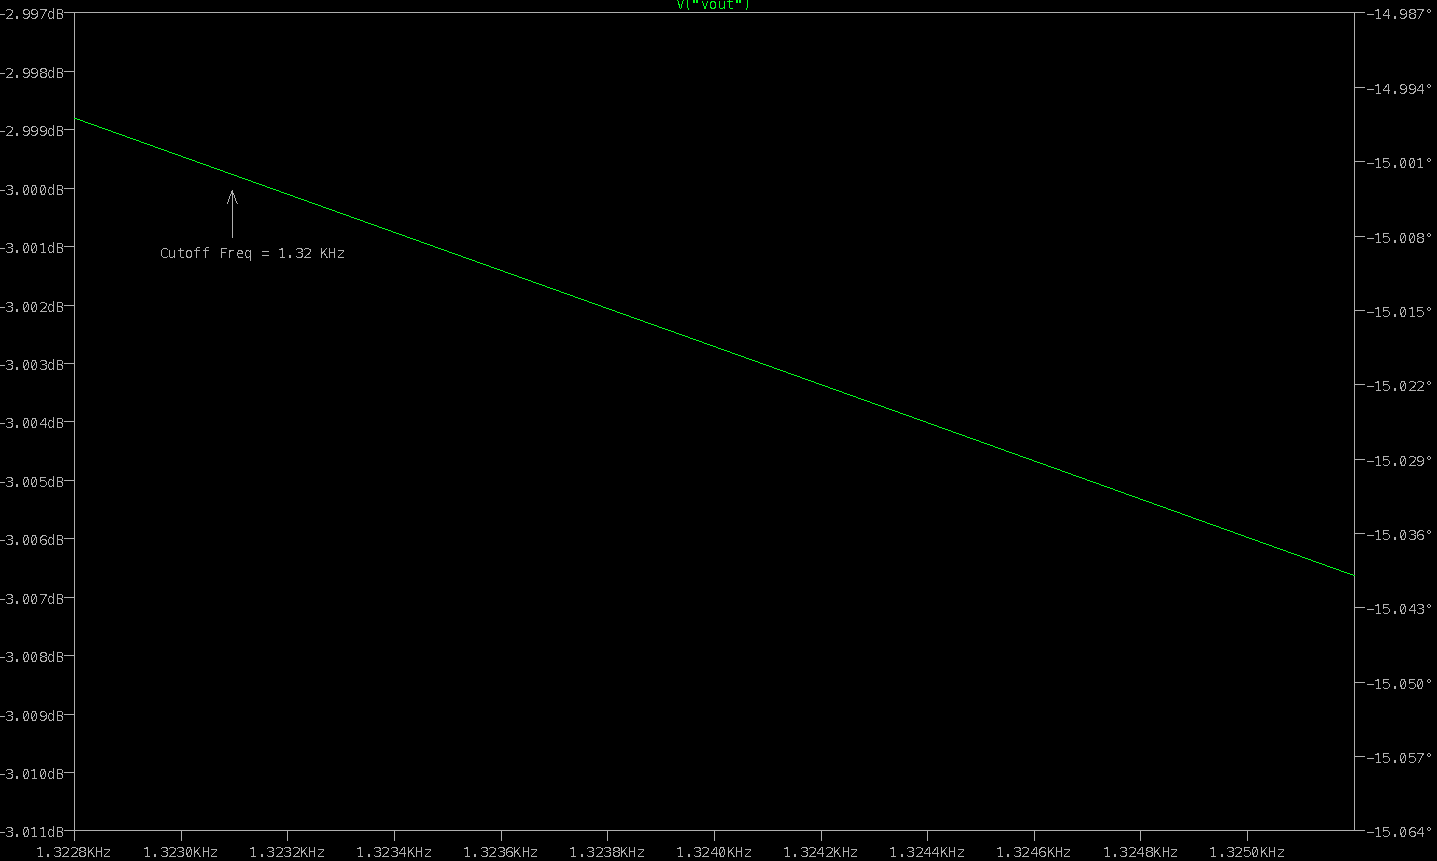 V("vout")
-2.997dB
-2.998dB
-2.999dB
-3.000dB
-3.001dB
-3.002dB
-3.003dB
-3.004dB
-3.005dB
-3.006dB
-3.007dB
-3.008dB
-3.009dB
-3.010dB
-3.011dB
Cutoff Freq = 1.32 KHz
-14.987°
-14.994°
-15.001°
-15.008°
-15.015°
-15.022°
-15.029°
-15.036°
-15.043°
-15.050°
-15.057°
-15.064°
1.3228KHz 1.3230KHz 1.3232KHz 1.3234KHz 1.3236KHz 1.3238KHz 1.3240KHz 1.3242KHz 1.3244KHz 1.3246KHz 1.3248KHz 1.3250KHz